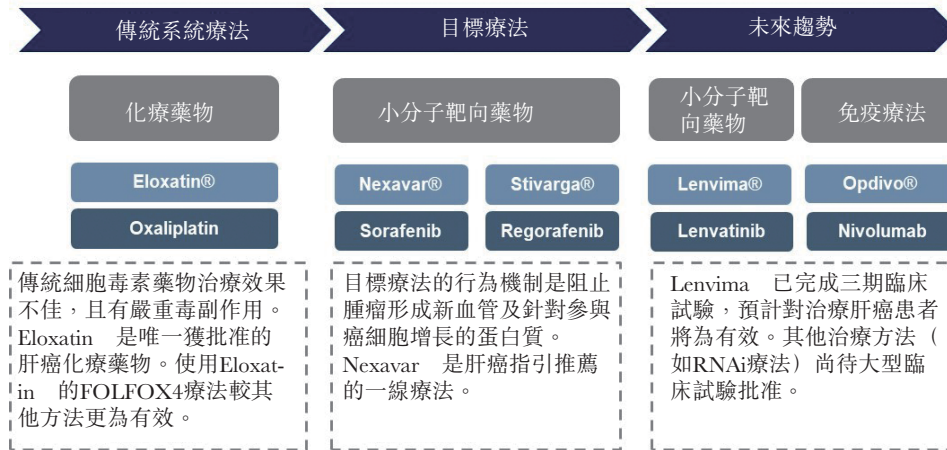 傳統系統療法
目標療法
未來趨勢
化療藥物
小分子靶向藥物
小分子靶
向藥物
免疫療法
Eloxatin®
Nexavar®
Stivarga®
Lenvima®
Opdivo®
Oxaliplatin
Sorafenib
Regorafenib
Lenvatinib
Nivolumab
傳統細胞毒素藥物治療效果
不佳，且有嚴重毒副作用。
Eloxatin 是唯一獲批准的
肝癌化療藥物。使用Eloxat-
in 的FOLFOX4療法較其
他方法更為有效。
目標療法的行為機制是阻止
腫瘤形成新血管及針對參與
癌細胞增長的蛋白質。
Nexavar 是肝癌指引推薦
的一線療法。
Lenvima 已完成三期臨床
試驗，預計對治療肝癌患者
將為有效。其他治療方法（
如RNAi療法）尚待大型臨
床試驗批准。